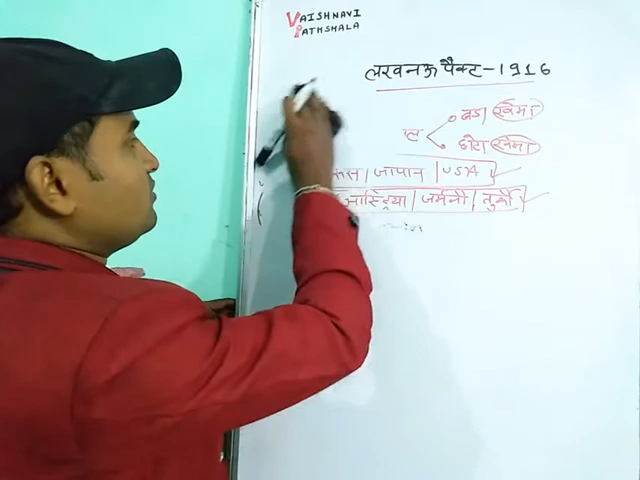 VAISHNAVI
PATHSHALA
लखनऊ पैक्ट-1916
बड़ा खेमा
छोटा खेमा
रूस | जापान | USA
आस्ट्रिया | जर्मनी | तुर्की